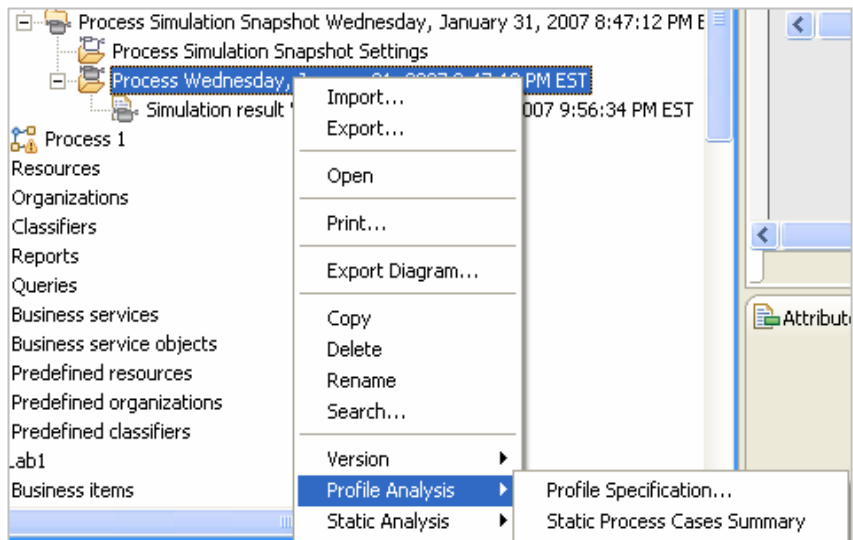 Process Simulation Snapshot Wednesday, January 31, 2007 8:47:12 PM E
Process Simulation Snapshot Settings
Process Wednesday, PM EST
Simulation result 007 9:56:34 PM EST
Process 1
Resources
Organizations
Classifiers
Reports
Queries
Business services
Business service objects
Predefined resources
Predefined organizations
Predefined classifiers
.ab1
Business items
Import...
Export...
Open
Print...
Export Diagram...
Copy
Delete
Rename
Search...
Version
Profile Analysis
Static Analysis
Profile Specification...
Static Process Cases Summary
Attribut